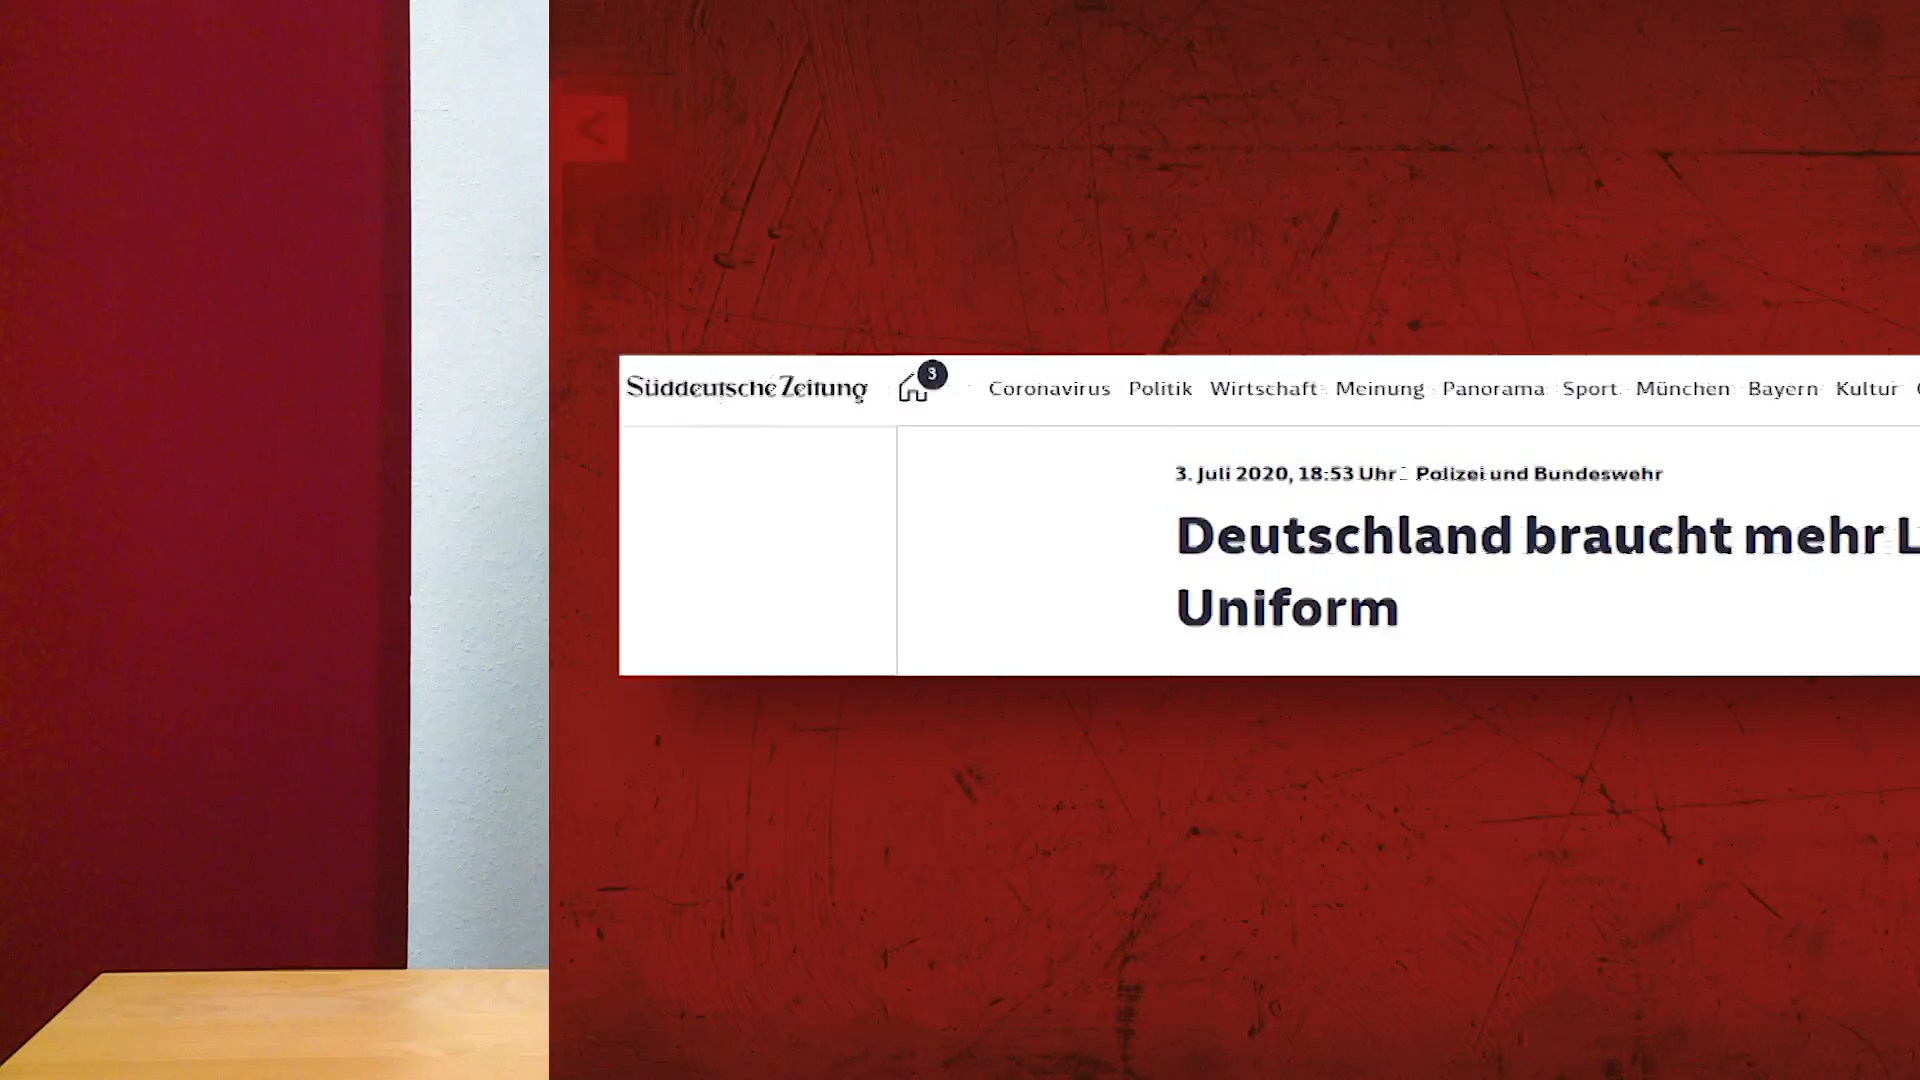 Süddeutsche Zeitung 3 Coronavirus Politik Wirtschaft Meinung Panorama Sport München Bayern Kultur
3. Juli 2020, 18:53 Uhr Polizei und Bundeswehr
Deutschland braucht mehr
Uniform